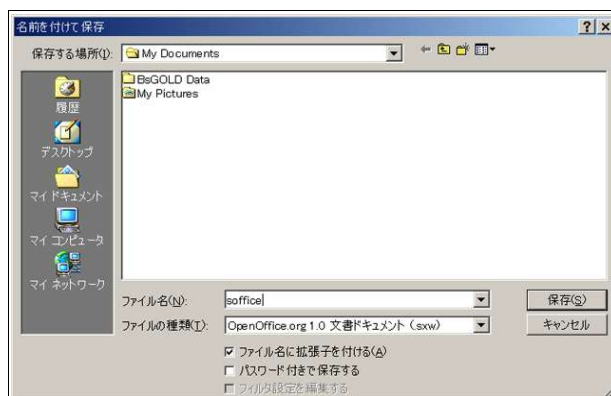 名前を付けて保存
保存する場所(I): My Documents
BsGOLD Data
My Pictures
履歴
デスクトップ
マイ ドキュメント
マイ コンピュータ
マイ ネットワーク
ファイル名(N): soffice
保存(S)
ファイルの種類(T): OpenOffice.org 1.0 文書ドキュメント (sxw)
キャンセル
ファイル名に拡張子を付ける(A)
パスワード付きで保存する
フィルタ設定を編集する